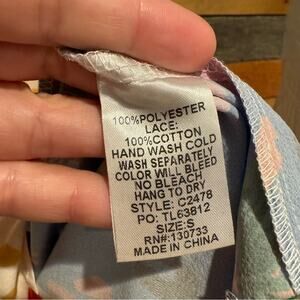 100%POLYESTER
LACE:
100%COTTON
HAND WASH COLD
WASH SEPARATELY
COLOR WILL BLEED
NO BLEACH
HANG TO DRY
STYLE: C2478
PO: TL63812
SIZE:S
RN#:130733
MADE IN CHINA